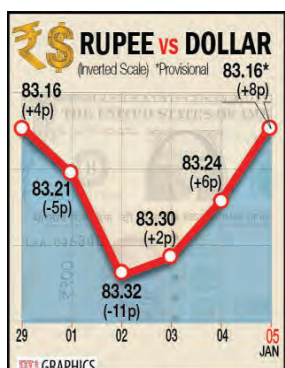 ₹$ RUPEE vs DOLLAR
(Inverted Scale) *Provisional 83.16*
(+8p)
83.16
(+4p)
83.21
(-5p)
83.32
(-11p)
83.30
(+2p)
83.24
(+6p)
29 01 02 03 04 05
JAN
GRAPHICS